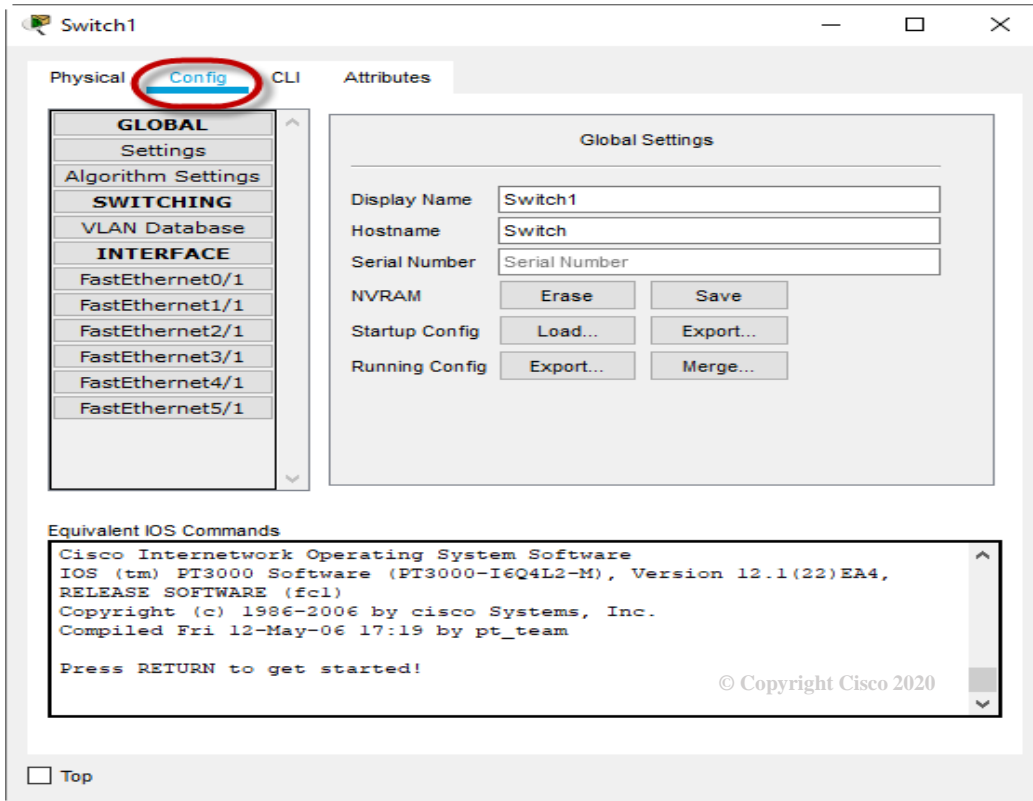 Switch1
Physical Config CLI Attributes
GLOBAL
Settings
Algorithm Settings
SWITCHING
VLAN Database
INTERFACE
FastEthernet0/1
FastEthernet1/1
FastEthernet2/1
FastEthernet3/1
FastEthernet4/1
FastEthernet5/1
Global Settings
Display Name Switch1
Hostname Switch
Serial Number Serial Number
NVRAM Erase Save
Startup Config Load... Export...
Running Config Export... Merge...
Equivalent IOS Commands
Cisco Internetwork Operating System Software
IOS (tm) PT3000 Software (PT3000-I6Q4L2-M), Version 12.1(22)EA4,
RELEASE SOFTWARE (fc1)
Copyright (c) 1986-2006 by cisco Systems, Inc.
Compiled Fri 12-May-06 17:19 by pt_team
Press RETURN to get started!
© Copyright Cisco 2020
Top